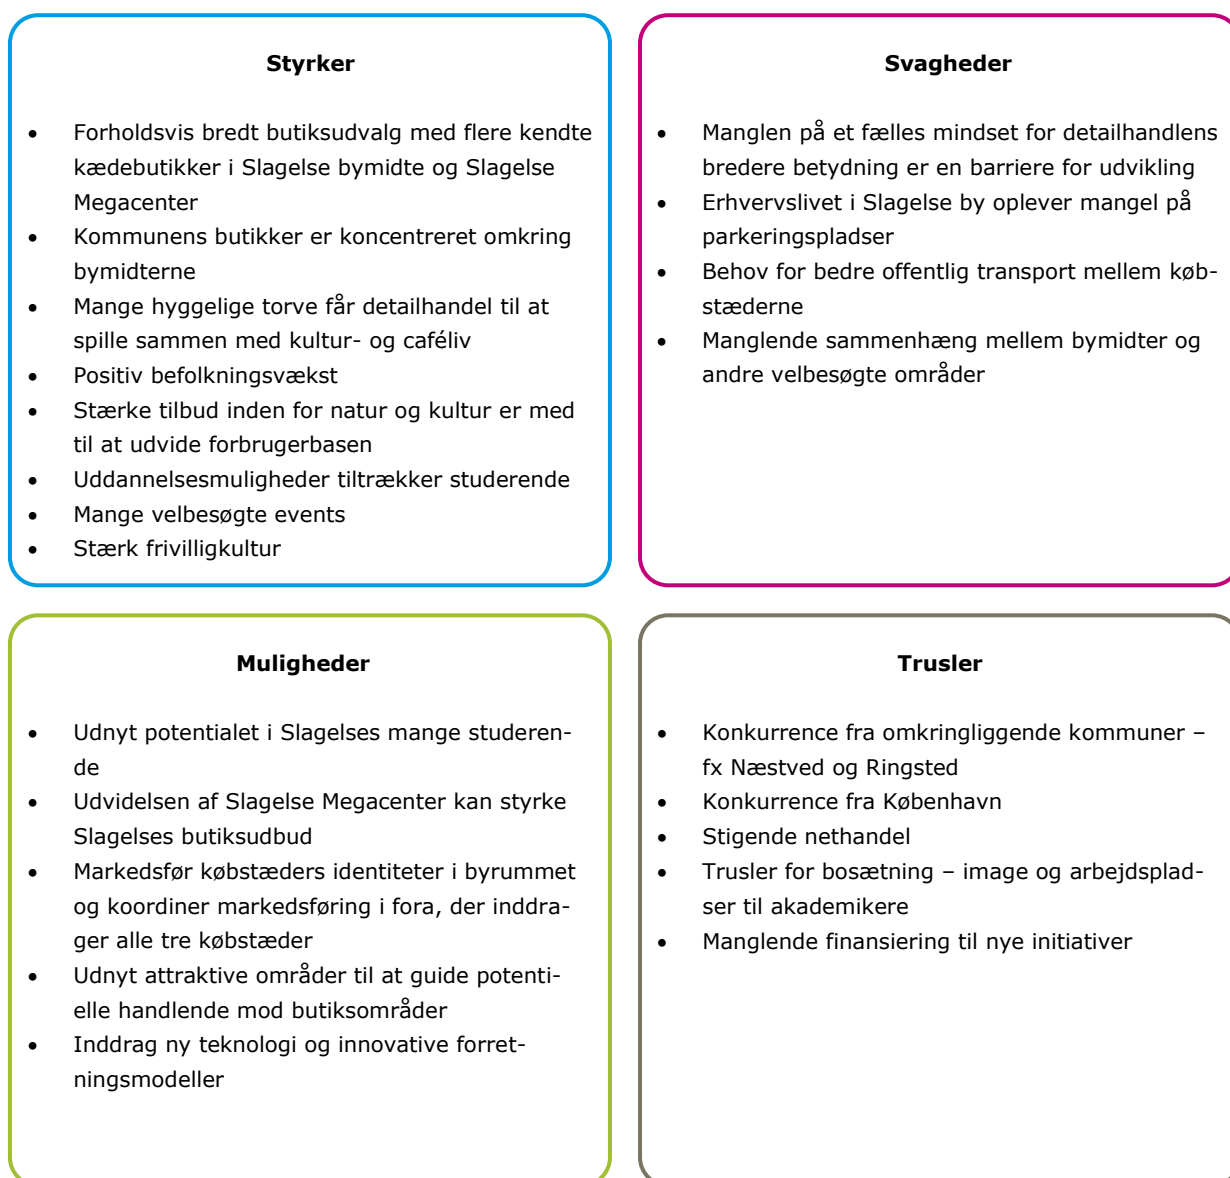 Styrker
• Forholdsvis bredt butiksudvalg med flere kendte
kædebutikker i Slagelse bymidte og Slagelse
Megacenter
• Kommunens butikker er koncentreret omkring
bymidterne
• Mange hyggelige torve får detailhandel til at
spille sammen med kultur- og caféliv
• Positiv befolkningsvækst
• Stærke tilbud inden for natur og kultur er med
til at udvide forbrugerbasen
• Uddannelsesmuligheder tiltrækker studerende
• Mange velbesøgte events
• Stærk frivilligkultur
Svagheder
• Manglen på et fælles mindset for detailhandlens
bredere betydning er en barriere for udvikling
• Erhvervslivet i Slagelse by oplever mangel på
parkeringspladser
• Behov for bedre offentlig transport mellem køb-
stæderne
• Manglende sammenhæng mellem bymidter og
andre velbesøgte områder
Muligheder
• Udnyt potentialet i Slagelses mange studeren-
de
• Udvidelsen af Slagelse Megacenter kan styrke
Slagelses butiksudbud
• Markedsfør købstæders identiteter i byrummet
og koordiner markedsføring i fora, der inddra-
ger alle tre købstæder
• Udnyt attraktive områder til at guide potenti-
elle handlende mod butiksområder
• Inddrag ny teknologi og innovative forret-
ningsmodeller
Trusler
• Konkurrence fra omkringliggende kommuner –
fx Næstved og Ringsted
• Konkurrence fra København
• Stigende nethandel
• Trusler for bosætning – image og arbejdsplad-
ser til akademikere
• Manglende finansiering til nye initiativer